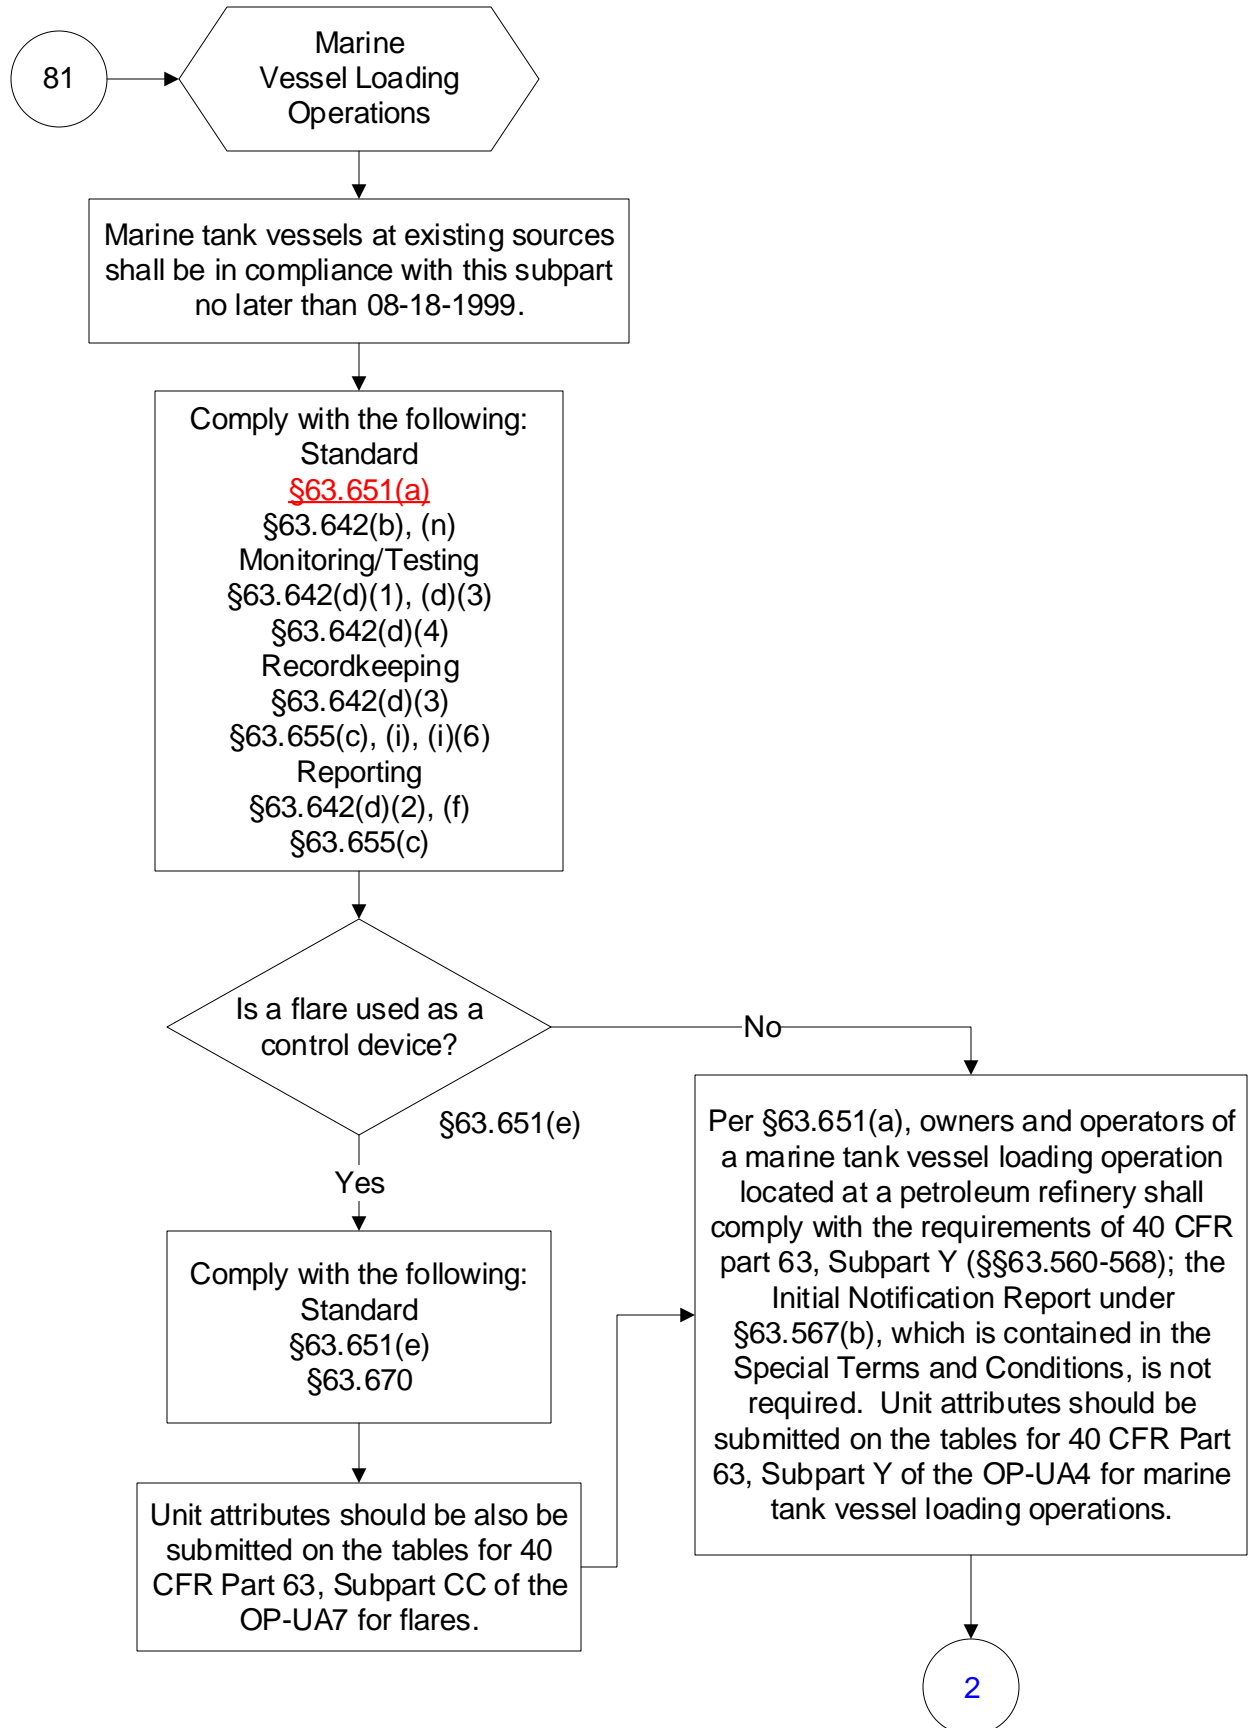 81
Marine
Vessel Loading
Operations
Marine tank vessels at existing sources
shall be in compliance with this subpart
no later than 08-18-1999.
Comply with the following:
Standard
§63.651(a)
§63.642(b), (n)
Monitoring/Testing
§63.642(d)(1), (d)(3)
§63.642(d)(4)
Recordkeeping
§63.642(d)(3)
§63.655(c), (i), (i)(6)
Reporting
§63.642(d)(2), (f)
§63.655(c)
Is a flare used as a
control device?
No
§63.651(e)
Yes
Comply with the following:
Standard
§63.651(e)
§63.670
Unit attributes should be also be
submitted on the tables for 40
CFR Part 63, Subpart CC of the
OP-UA7 for flares.
Per §63.651(a), owners and operators of
a marine tank vessel loading operation
located at a petroleum refinery shall
comply with the requirements of 40 CFR
part 63, Subpart Y (§§63.560-568); the
Initial Notification Report under
§63.567(b), which is contained in the
Special Terms and Conditions, is not
required.  Unit attributes should be
submitted on the tables for 40 CFR Part
63, Subpart Y of the OP-UA4 for marine
tank vessel loading operations.
2